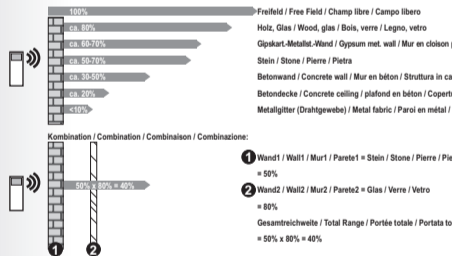 100% Freifeld / Free Field / Champ libre / Campo libero
ca. 80% Holz, Glas / Wood, glas / Bois, verre / Legno, vetro
ca. 60-70% Gipskart.-Metallst.-Wand / Gypsum met. wall / Mur en cloison
ca. 50-70% Stein / Stone / Pierre / Pietra
ca. 30-50% Betonwand / Concrete wall / Mur en béton / Struttura in ca
ca. 20% Betondecke / Concrete ceiling / plafond en béton / Copert
<10% Metallgitter (Drahtgewebe) / Metal fabric / Paroi en métal /
Kombination / Combination / Combinaison / Combinazione:
1 Wand1 / Wall1 / Mur1 / Parete1 = Stein / Stone / Pierre / Pie
= 50%
50% x 80% = 40%
2 Wand2 / Wall2 / Mur2 / Parete2 = Glas / Verre / Vetro
= 80%
Gesamtreichweite / Total Range / Portée totale / Portata to
= 50% x 80% = 40%
1 2